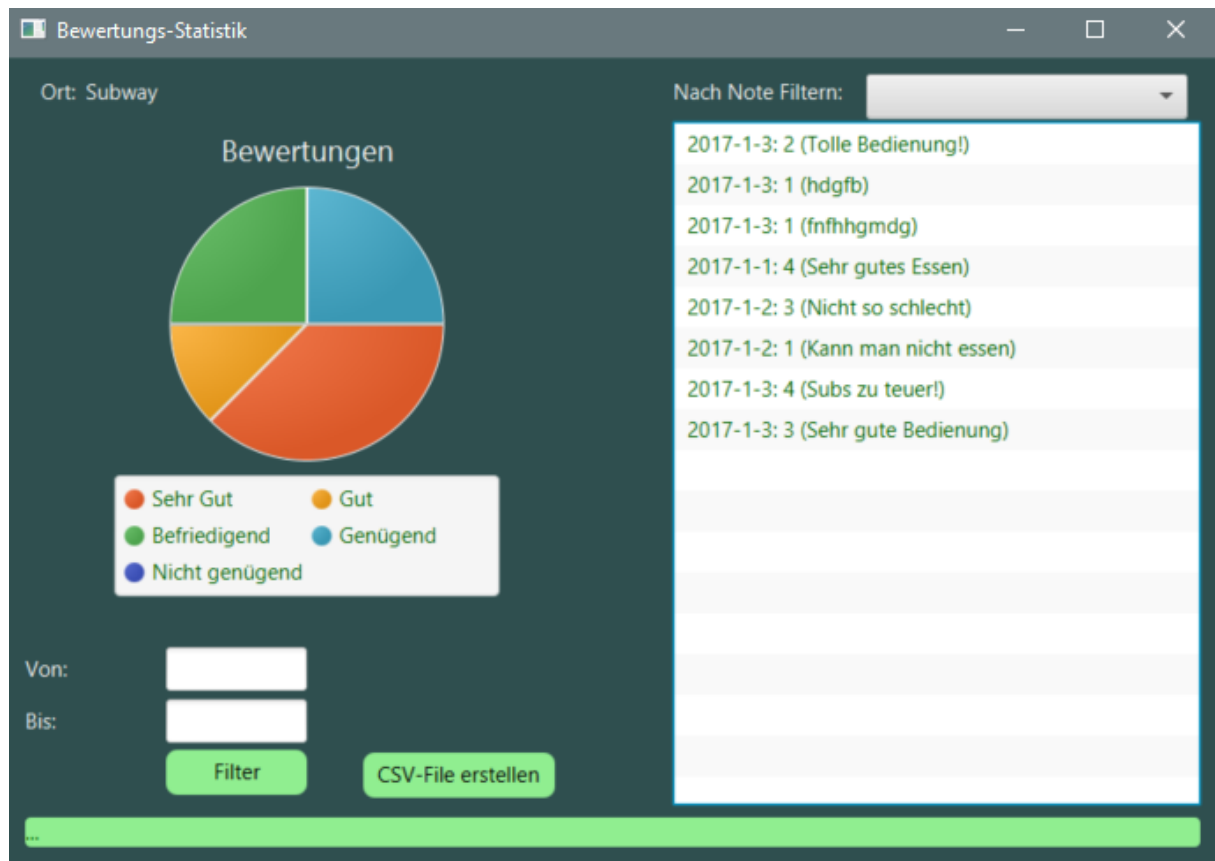 Bewertungs-Statistik
Ort: Subway
Bewertungen
Sehr Gut
Gut
Befriedigend
Genügend
Nicht genügend
Von:
Bis:
Filter
CSV-File erstellen
Nach Note Filtern:
2017-1-3: 2 (Tolle Bedienung!)
2017-1-3: 1 (hdgfb)
2017-1-3: 1 (fnfhhgmdg)
2017-1-1: 4 (Sehr gutes Essen)
2017-1-2: 3 (Nicht so schlecht)
2017-1-2: 1 (Kann man nicht essen)
2017-1-3: 4 (Subs zu teuer!)
2017-1-3: 3 (Sehr gute Bedienung)
...